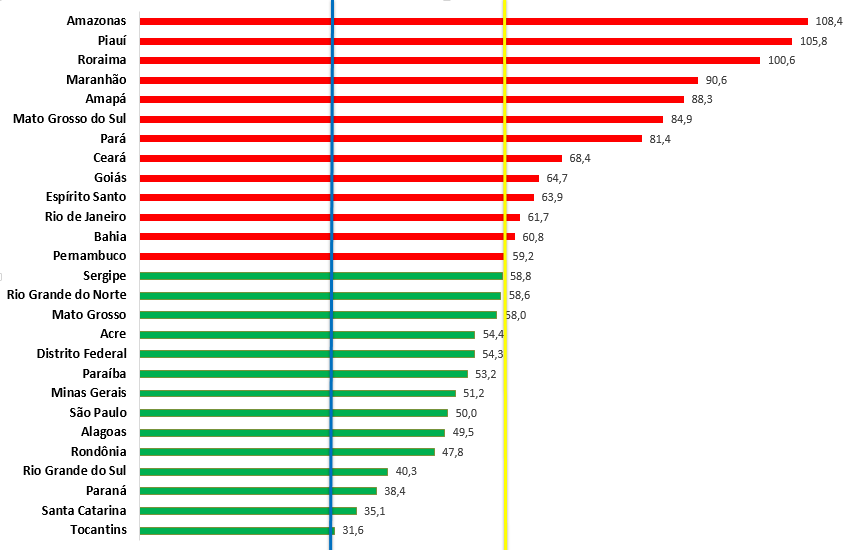 Amazonas 108,4
Piauí 105,8
Roraima 100,6
Maranhão 90,6
Amapá 88,3
Mato Grosso do Sul 84,9
Pará 81,4
Ceará 68,4
Goiás 64,7
Espírito Santo 63,9
Rio de Janeiro 61,7
Bahia 60,8
Pernambuco 59,2
Sergipe 58,8
Rio Grande do Norte 58,6
Mato Grosso 58,0
Acre 54,4
Distrito Federal 54,3
Paraíba 53,2
Minas Gerais 51,2
São Paulo 50,0
Alagoas 49,5
Rondônia 47,8
Rio Grande do Sul 40,3
Paraná 38,4
Santa Catarina 35,1
Tocantins 31,6